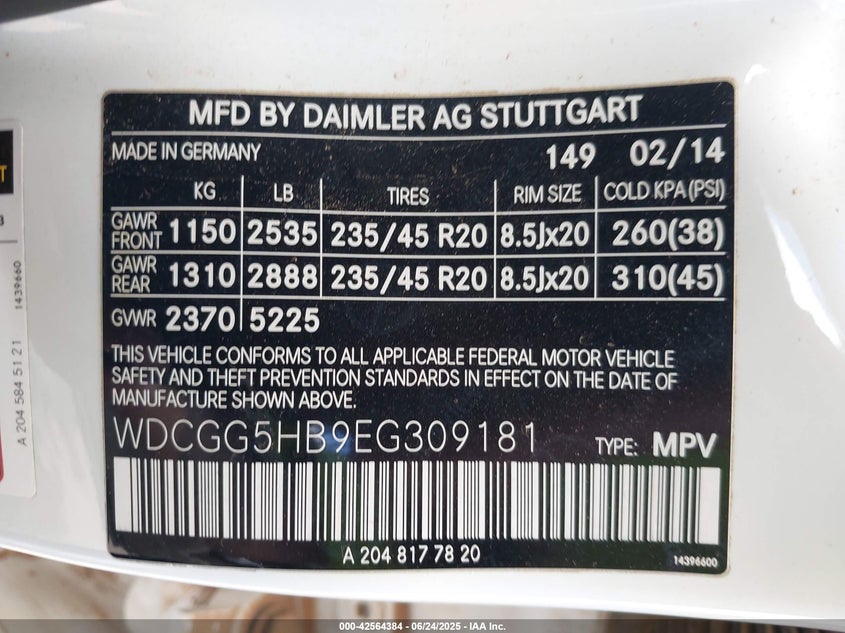 MFD BY DAIMLER AG STUTTGART
MADE IN GERMANY 149 02/14
KG LB TIRES RIM SIZE COLD KPA(PSI)
GAWR FRONT 1150 2535 235/45 R20 8.5Jx20 260(38)
GAWR REAR 1310 2888 235/45 R20 8.5Jx20 310(45)
GVWR 2370 5225
THIS VEHICLE CONFORMS TO ALL APPLICABLE FEDERAL MOTOR VEHICLE
SAFETY AND THEFT PREVENTION STANDARDS IN EFFECT ON THE DATE OF
MANUFACTURE SHOWN ABOVE.
WDCGG5HB9EG309181 TYPE: MPV
A 204 817 78 20
14396600
A 204 584 51 21 1439660
000-42564384 - 06/24/2025 - IAA Inc.